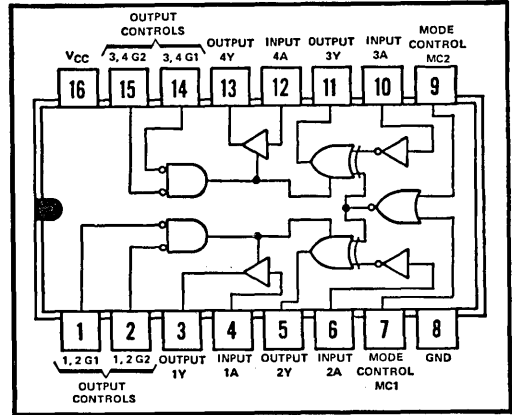 OUTPUT
CONTROLS
VCC 3, 4 G2 3, 4 G1
OUTPUT
4Y
INPUT
4A
OUTPUT
3Y
INPUT
3A
MODE
CONTROL
MC2
16 15 14 13 12 11 10 9
1 2 3 4 5 6 7 8
1, 2 G1 1, 2 G2
OUTPUT
CONTROLS
OUTPUT
1Y
INPUT
1A
OUTPUT
2Y
INPUT
2A
MODE
CONTROL
MC1
GND